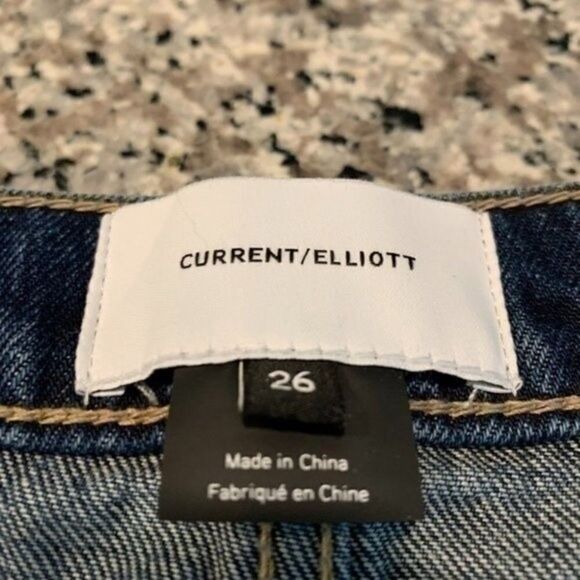 CURRENT/ELLIOTT
26
Made in China
Fabriqué en Chine